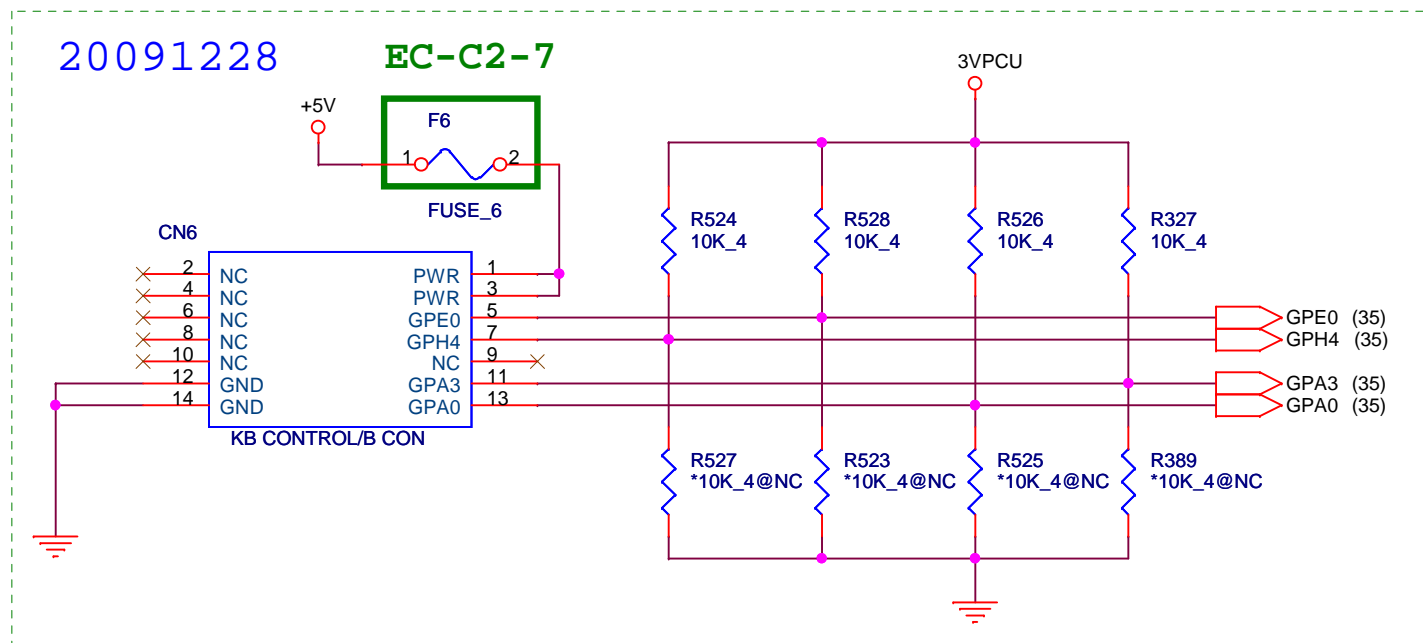 20091228
EC-C2-7
3VPCU
+5V
F6
1
2
FUSE_6
R524
10K_4
R528
10K_4
R526
10K_4
R327
10K_4
CN6
2 NC PWR 1
4 NC PWR 3
6 NC GPE0 5
8 NC GPH4 7
10 NC NC 9
12 GND GPA3 11
14 GND GPA0 13
KB CONTROL/B CON
GPE0 (35)
GPH4 (35)
GPA3 (35)
GPA0 (35)
R527
*10K_4@NC
R523
*10K_4@NC
R525
*10K_4@NC
R389
*10K_4@NC